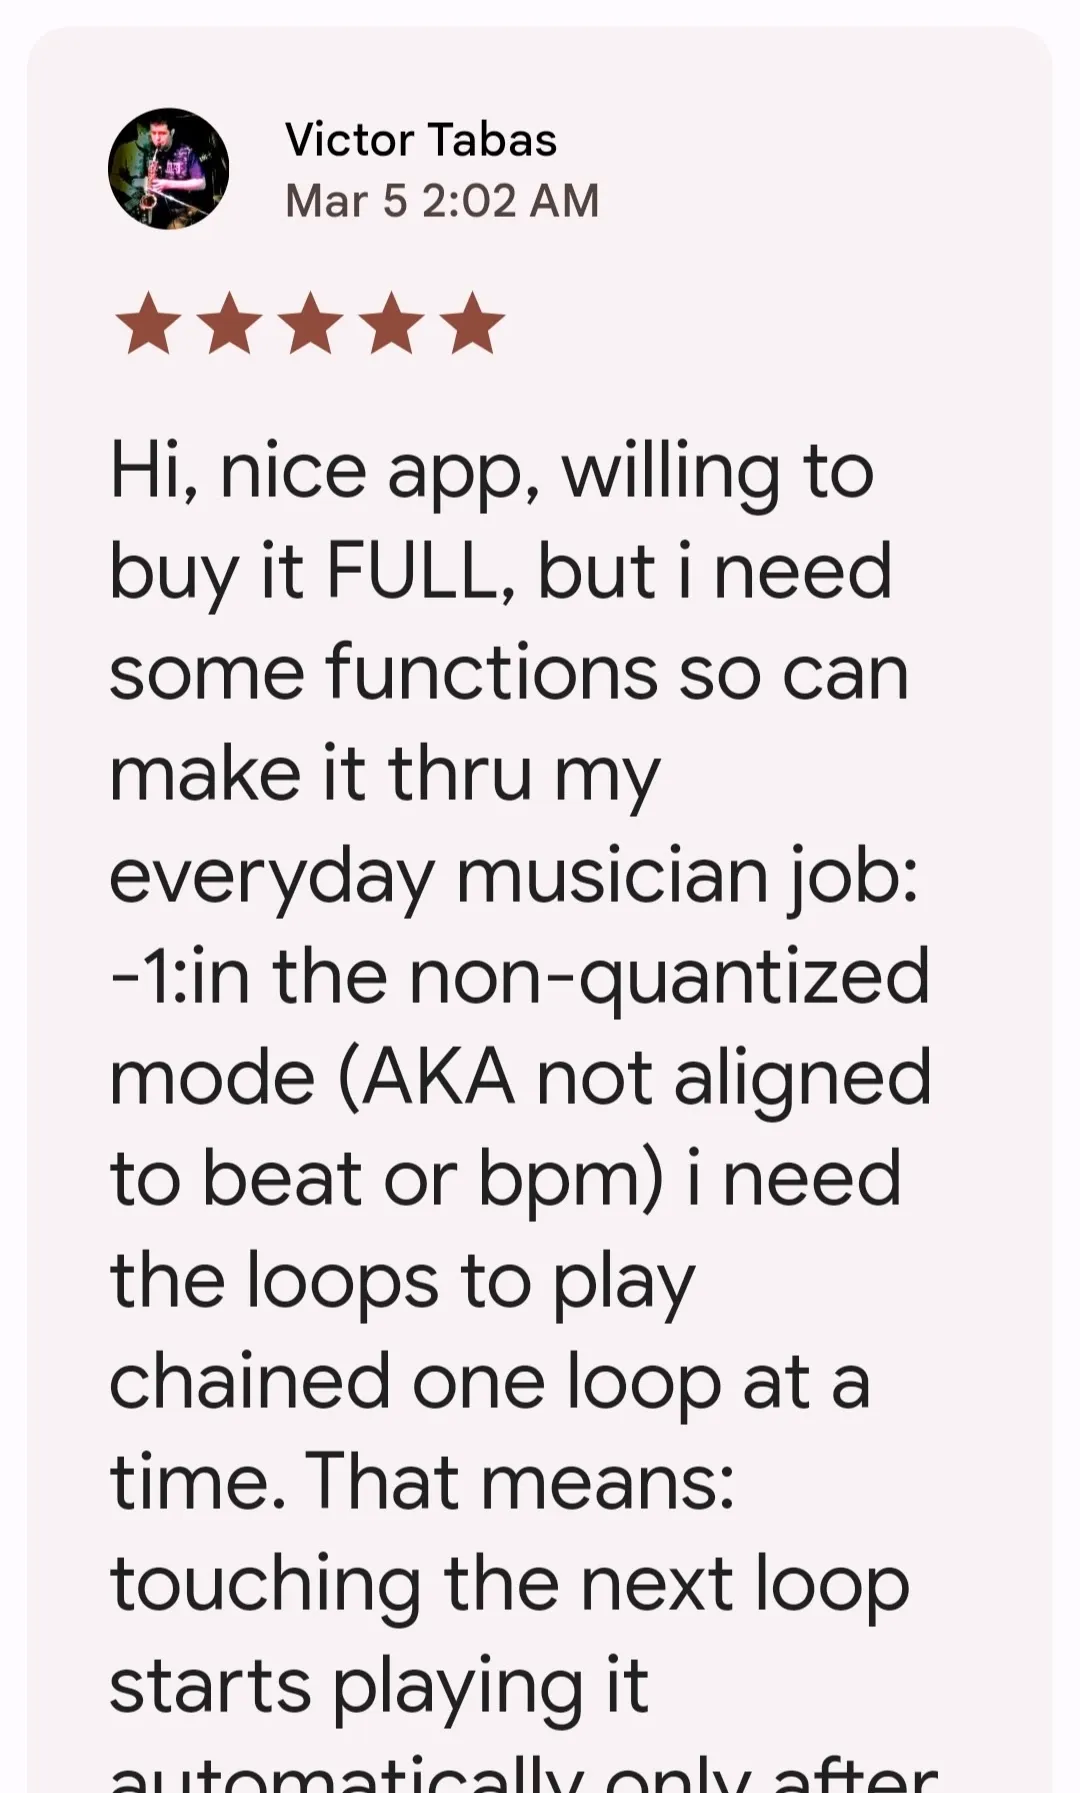 Victor Tabas
Mar 5 2:02 AM
Hi, nice app, willing to
buy it FULL, but i need
some functions so can
make it thru my
everyday musician job:
-1:in the non-quantized
mode (AKA not aligned
to beat or bpm) i need
the loops to play
chained one loop at a
time. That means:
touching the next loop
starts playing it
automatically only after